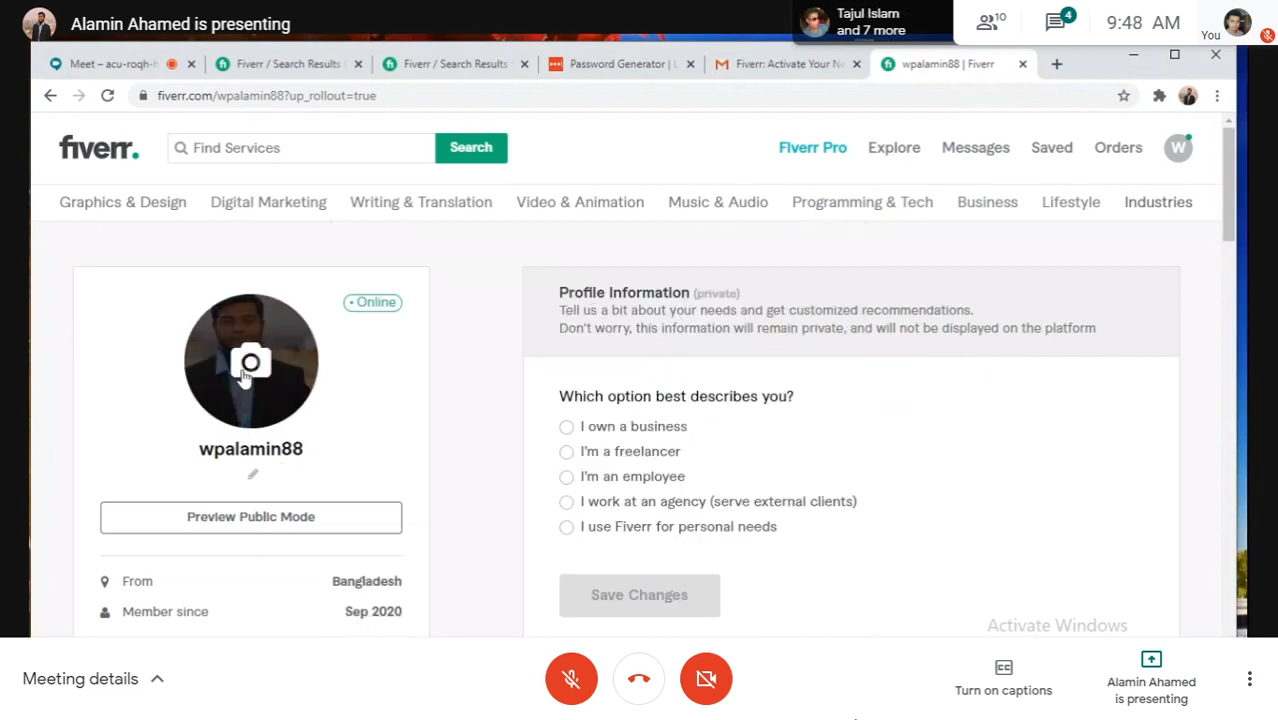 Alamin Ahamed is presenting
Tajul Islam
and 7 more
10
4
9:48 AM
You
Meet – acu-roqh-
Fiverr / Search Results
Fiverr / Search Results
Password Generator | L
Fiverr: Activate Your Ne
wpalamin88 | Fiverr
fiverr.com/wpalamin88?up_rollout=true
fiverr.
Find Services
Search
Fiverr Pro
Explore
Messages
Saved
Orders
W
Graphics & Design
Digital Marketing
Writing & Translation
Video & Animation
Music & Audio
Programming & Tech
Business
Lifestyle
Industries
• Online
wpalamin88
Preview Public Mode
From
Bangladesh
Member since
Sep 2020
Profile Information (private)
Tell us a bit about your needs and get customized recommendations.
Don't worry, this information will remain private, and will not be displayed on the platform
Which option best describes you?
I own a business
I'm a freelancer
I'm an employee
I work at an agency (serve external clients)
I use Fiverr for personal needs
Save Changes
Activate Windows
Meeting details
CC
Turn on captions
Alamin Ahamed
is presenting